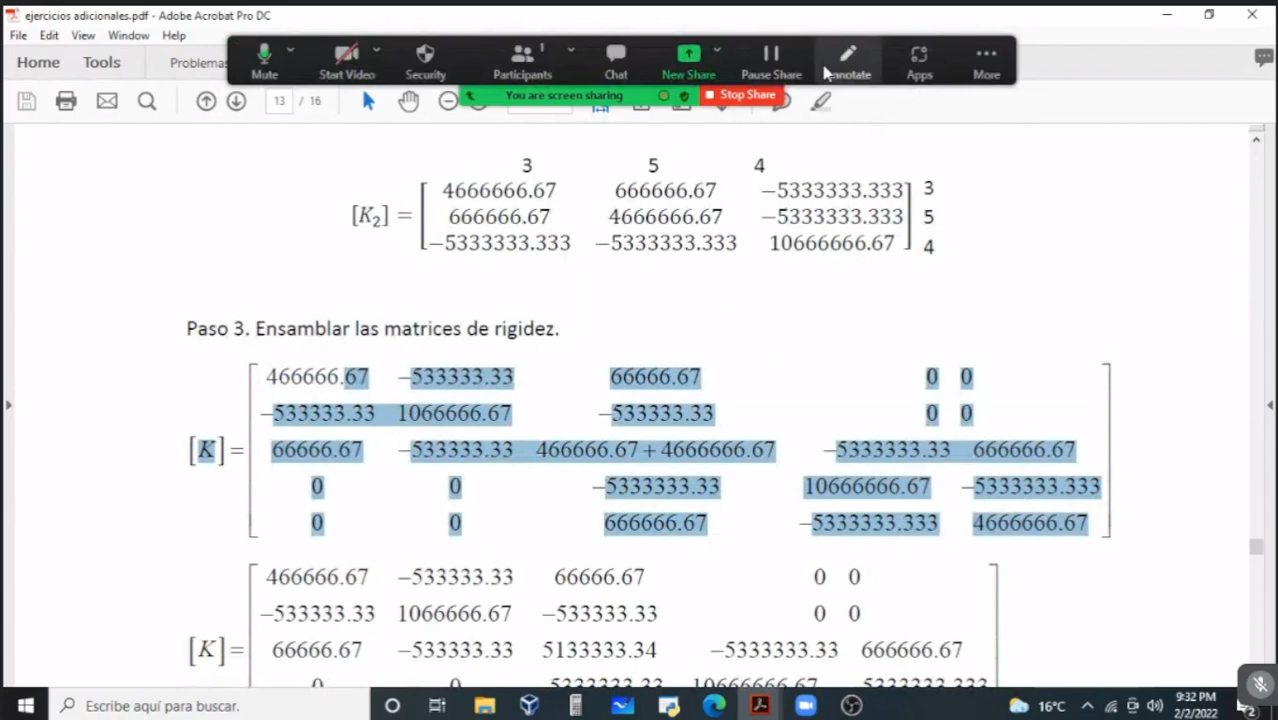 ejercicios adicionales.pdf - Adobe Acrobat Pro DC
File Edit View Window Help
Home Tools Problemas
Mute Start Video Security Participants 1 Chat New Share Pause Share Annotate Apps More
You are screen sharing Stop Share
13 / 16
3 5 4
[K2] = [ 4666666.67 666666.67 −5333333.333 ] 3
666666.67 4666666.67 −5333333.333 5
−5333333.333 −5333333.333 10666666.67 4
Paso 3. Ensamblar las matrices de rigidez.
466666.67 −533333.33 66666.67 0 0
−533333.33 1066666.67 −533333.33 0 0
[K] = 66666.67 −533333.33 466666.67 + 4666666.67 −5333333.33 666666.67
0 0 −5333333.33 10666666.67 −5333333.333
0 0 666666.67 −5333333.333 4666666.67
466666.67 −533333.33 66666.67 0 0
−533333.33 1066666.67 −533333.33 0 0
[K] = 66666.67 −533333.33 5133333.34 −5333333.33 666666.67
Escribe aquí para buscar.
16°C
9:32 PM
2/2/2022
2